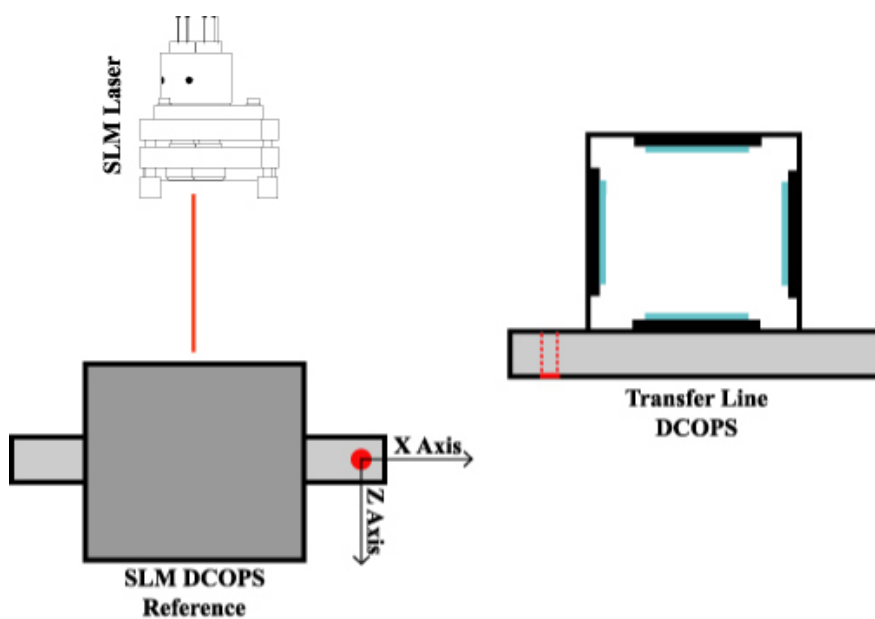 SLM Laser
Transfer Line
DCOPS
X Axis
Z Axis
SLM DCOPS
Reference